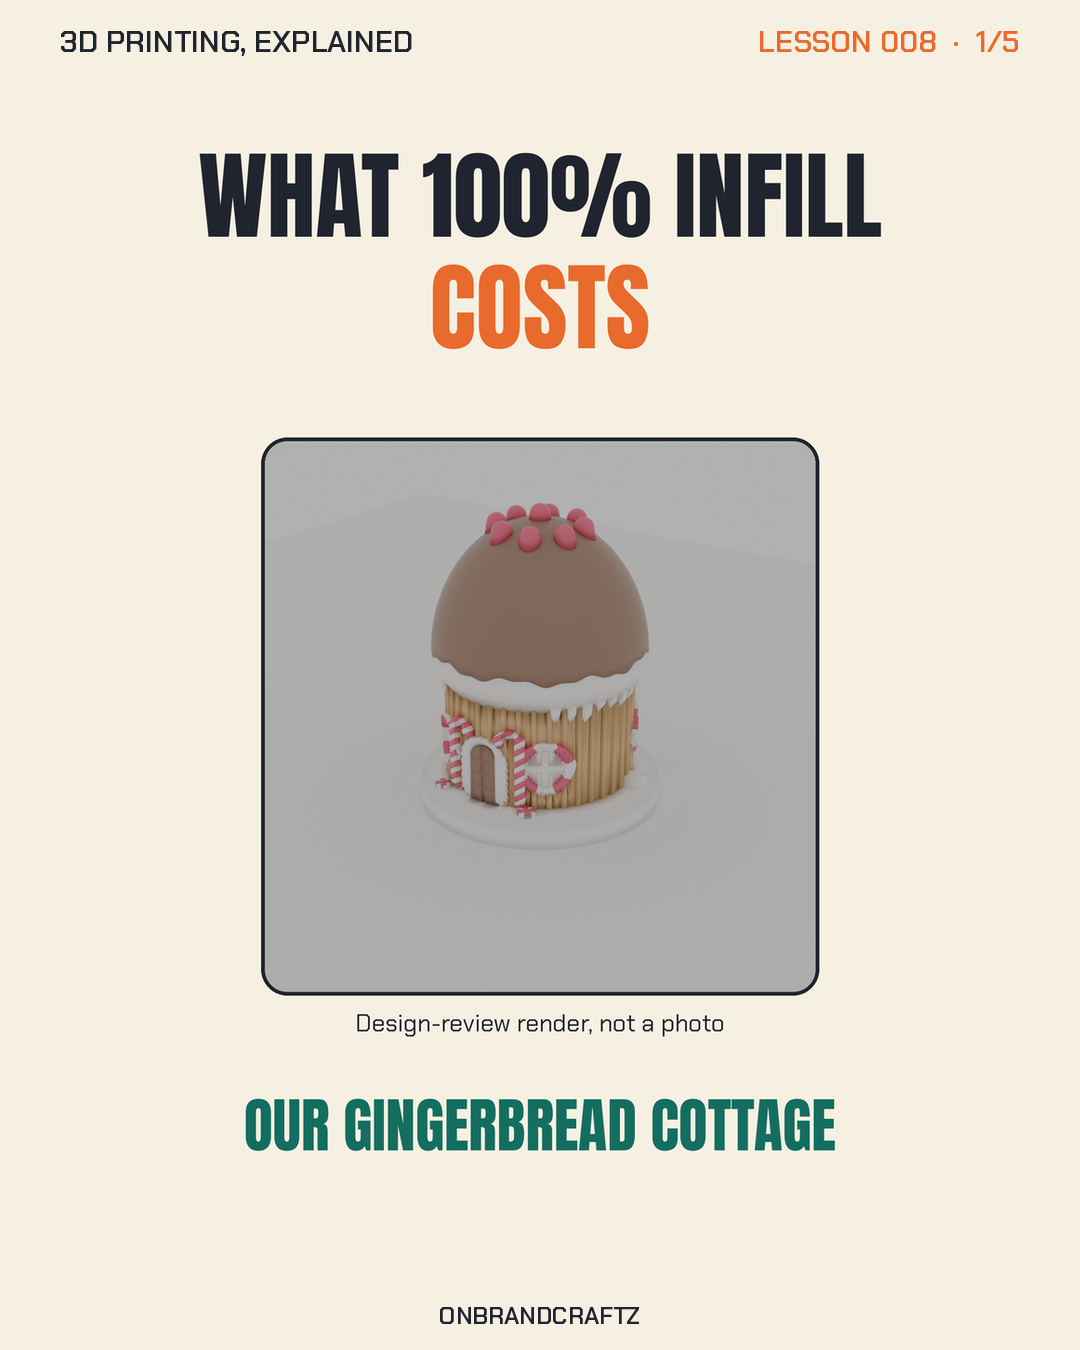 3D PRINTING, EXPLAINED
LESSON 008 · 1/5
WHAT 100% INFILL
COSTS
Design-review render, not a photo
OUR GINGERBREAD COTTAGE
ONBRANDCRAFTZ